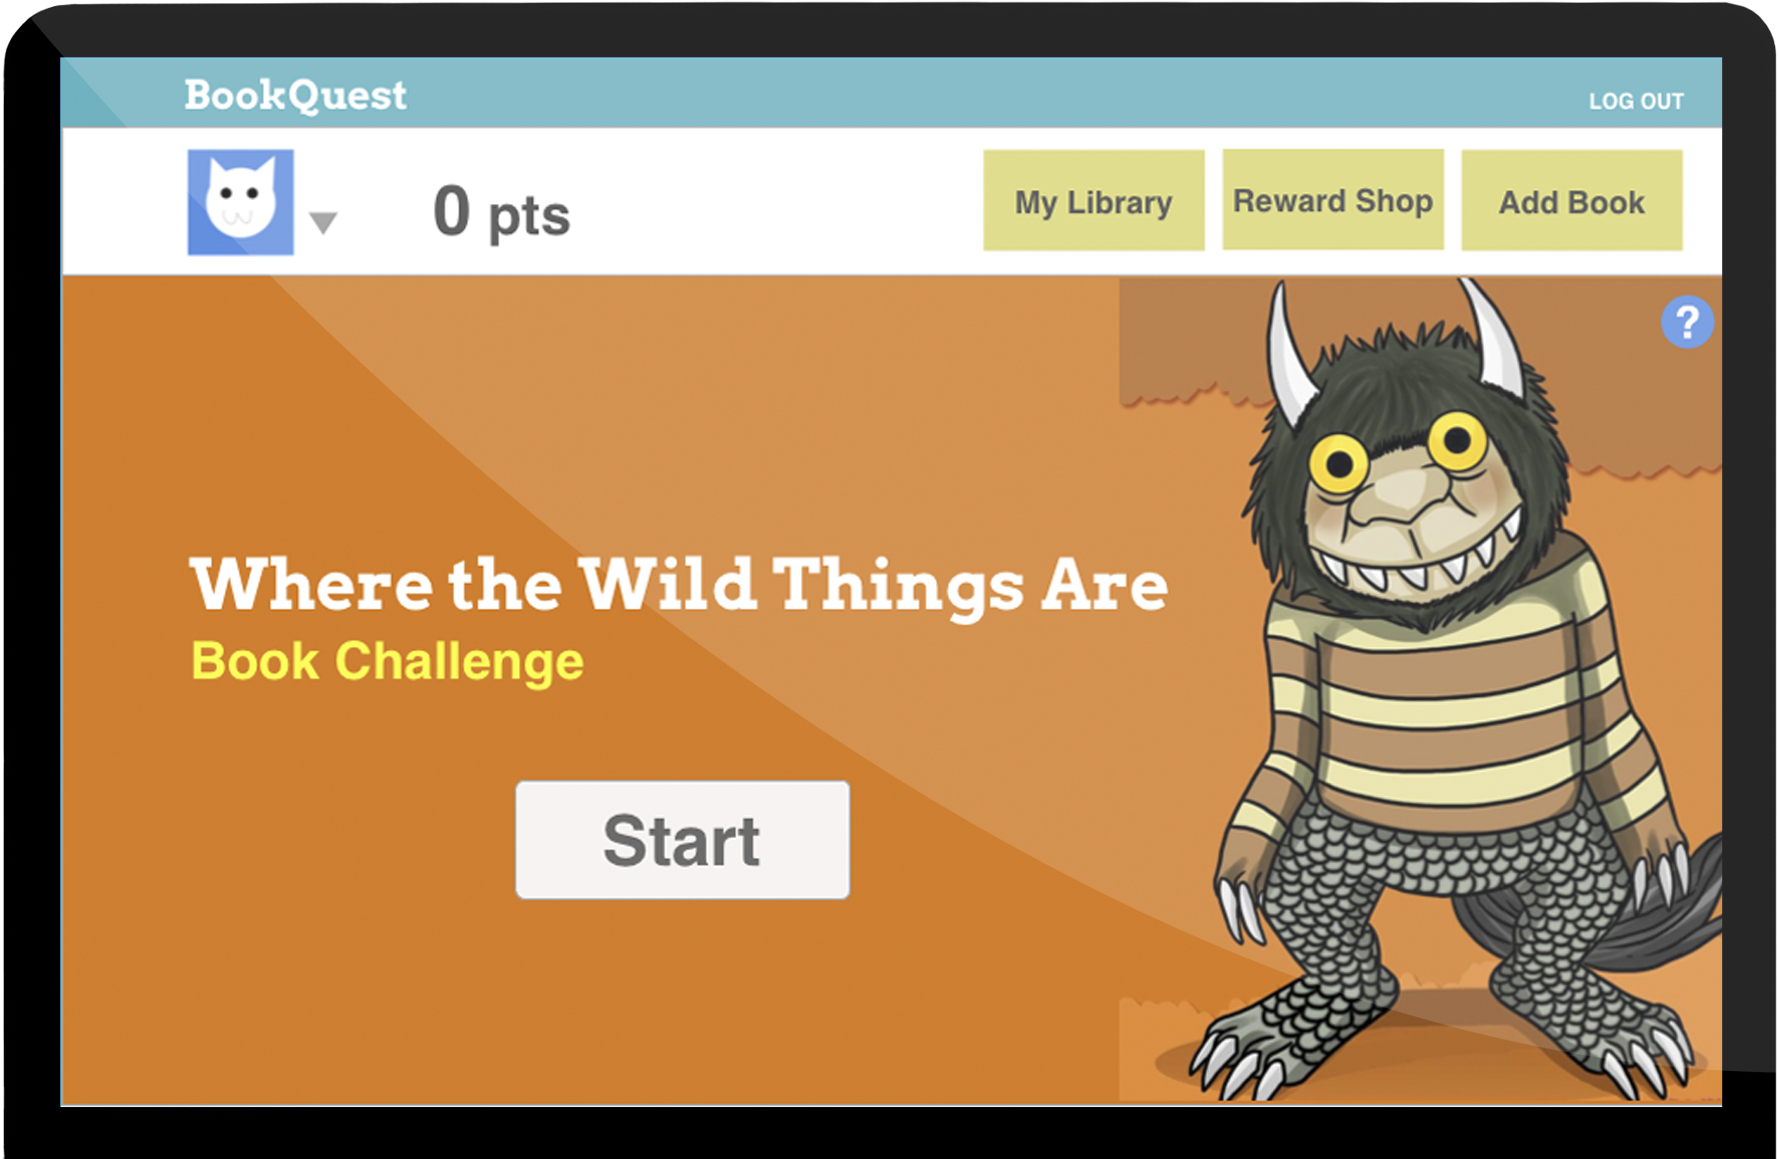 BookQuest
LOG OUT
0 pts
My Library
Reward Shop
Add Book
?
Where the Wild Things Are
Book Challenge
Start